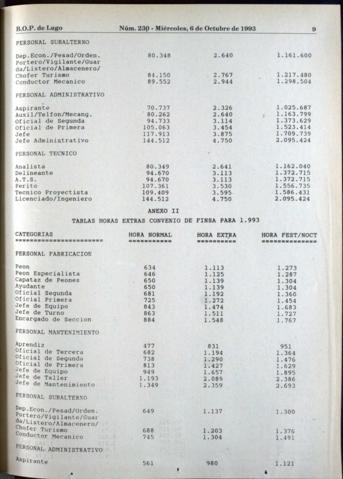 B.O.P. de Lugo Núm. 230 - Miércoles, 6 de Octubre de 1993 9
PERSONAL SUBALTERNO
Dep.Econ./Pesad/Orden. 80.348 2.640 1.161.600
Portero/Vigilante/Guar
da/Listero/Almacenero/
Chofer Turismo 84.150 2.767 1.217.480
Conductor Mecanico 89.552 2.944 1.298.504
PERSONAL ADMINISTRATIVO
Aspirante 70.737 2.326 1.025.687
Auxil/Telfon/Mecang. 80.262 2.640 1.163.799
Oficial de Segunda 94.733 3.114 1.373.629
Oficial de Primera 105.063 3.454 1.523.414
Jefe 117.913 3.875 1.709.739
Jefe Administrativo 144.512 4.750 2.095.424
PERSONAL TECNICO
Analista 80.349 2.641 1.162.040
Delineante 94.670 3.113 1.372.715
A.T.S. 94.670 3.113 1.372.715
Perito 107.361 3.530 1.556.735
Tecnico Proyectista 109.409 3.595 1.586.431
Licenciado/Ingeniero 144.512 4.750 2.095.424
ANEXO II
TABLAS HORAS EXTRAS CONVENIO DE FINSA PARA 1.993
CATEGORIAS HORA NORMAL HORA EXTRA HORA FEST/NOCT
PERSONAL FABRICACIOS
Peon 634 1.113 1.273
Peon Especialista 646 1.125 1.287
Capataz de Peones 650 1.139 1.304
Ayudante 650 1.139 1.304
Oficial Segunda 681 1.192 1.360
Oficial Primera 725 1.272 1.454
Jefe de Equipo 843 1.474 1.683
Jefe de Turno 863 1.511 1.727
Encargado de Seccion 884 1.548 1.767
PERSONAL MANTENIMIENTO
Aprendiz 477 831 951
Oficial de Tercera 682 1.194 1.364
Oficial de Segunda 738 1.290 1.476
Oficial de Primera 813 1.427 1.629
Jefe de Equipo 949 1.657 1.895
Jefe de Taller 1.193 2.085 2.386
Jefe de Mantenimiento 1.349 2.359 2.693
PERSONAL SUBALTERNO
Dep.Econo./Pesad/Orden. 649 1.137 1.300
Portero/Vigilante/Guar
da/Listero/Almacenero/
Chofer Turismo 688 1.203 1.376
Conductor Mecanico 745 1.304 1.491
PERSONAL ADMINISTRATIVO
Aspirante 561 980 1.121